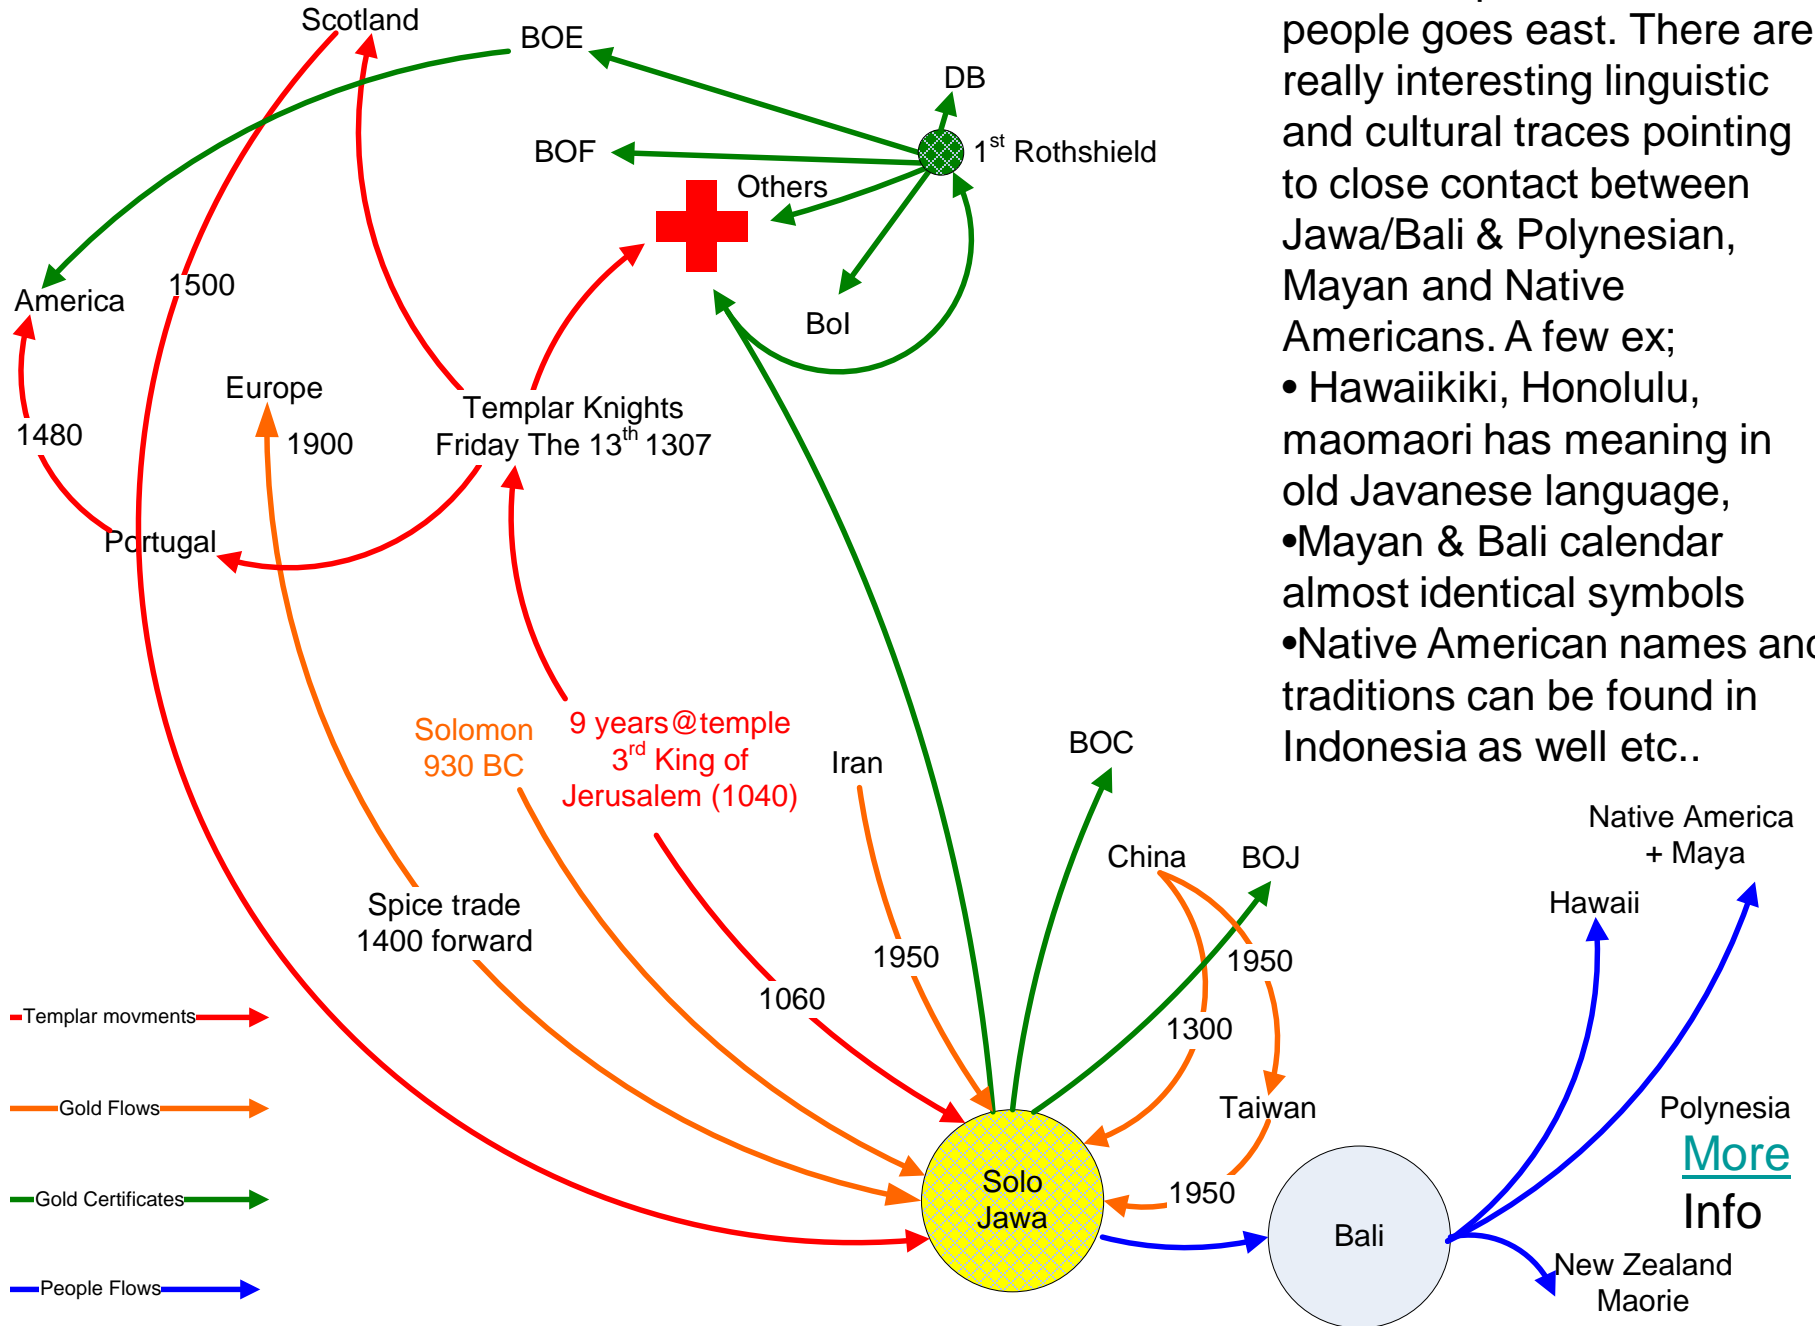 Scotland
BOE
DB
BOF
1st Rothshield
Others
America
1500
BoI
Europe
1900
1480
Templar Knights
Friday The 13th 1307
Portugal
people goes east. There are
really interesting linguistic
and cultural traces pointing
to close contact between
Jawa/Bali & Polynesian,
Mayan and Native
Americans. A few ex;
• Hawaiikiki, Honolulu,
maomaori has meaning in
old Javanese language,
•Mayan & Bali calendar
almost identical symbols
•Native American names and
traditions can be found in
Indonesia as well etc..
Solomon
930 BC
9 years@temple
3rd King of
Jerusalem (1040)
Iran
BOC
China
BOJ
Native America
+ Maya
Hawaii
Spice trade
1400 forward
1950
1950
1060
1300
Templar movments
Gold Flows
Gold Certificates
People Flows
Taiwan
Polynesia
More
Info
Solo
Jawa
1950
Bali
New Zealand
Maorie